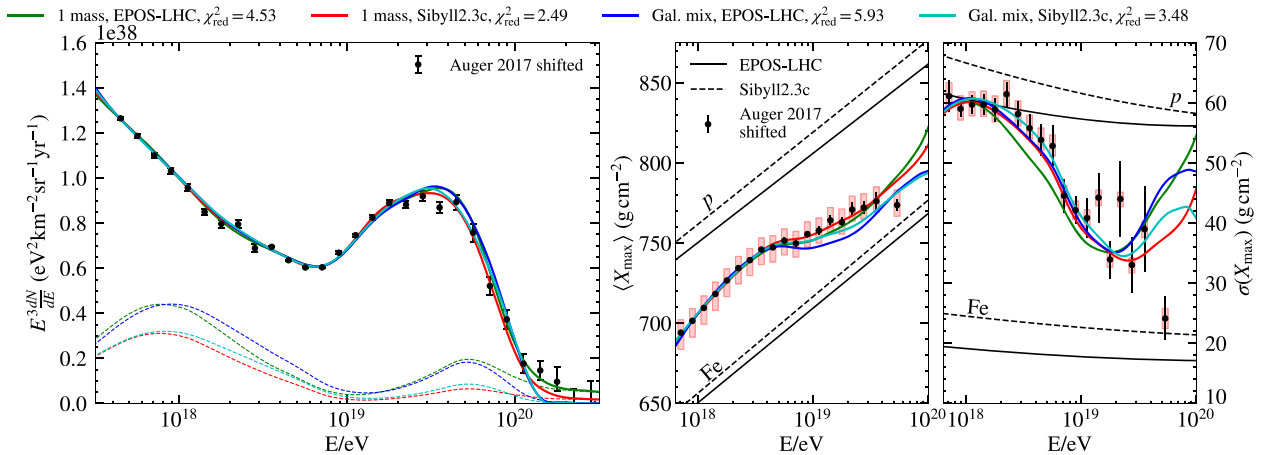 1 mass, EPOS-LHC, χ²red=4.53
1 mass, Sibyll2.3c, χ²red=2.49
Gal. mix, EPOS-LHC, χ²red=5.93
Gal. mix, Sibyll2.3c, χ²red=3.48
1e38
1.6
1.4
1.2
1.0
0.8
0.6
0.4
0.2
0.0
E³ dN/dE (eV²km⁻²sr⁻¹yr⁻¹)
Auger 2017 shifted
10¹⁸
10¹⁹
10²⁰
E/eV
850
800
750
700
650
⟨Xmax⟩ (g cm⁻²)
EPOS-LHC
Sibyll2.3c
Auger 2017
shifted
p
Fe
10¹⁸
10¹⁹
10²⁰
E/eV
p
Fe
10¹⁸
10¹⁹
10²⁰
E/eV
70
60
50
40
30
20
10
σ(Xmax) (g cm⁻²)